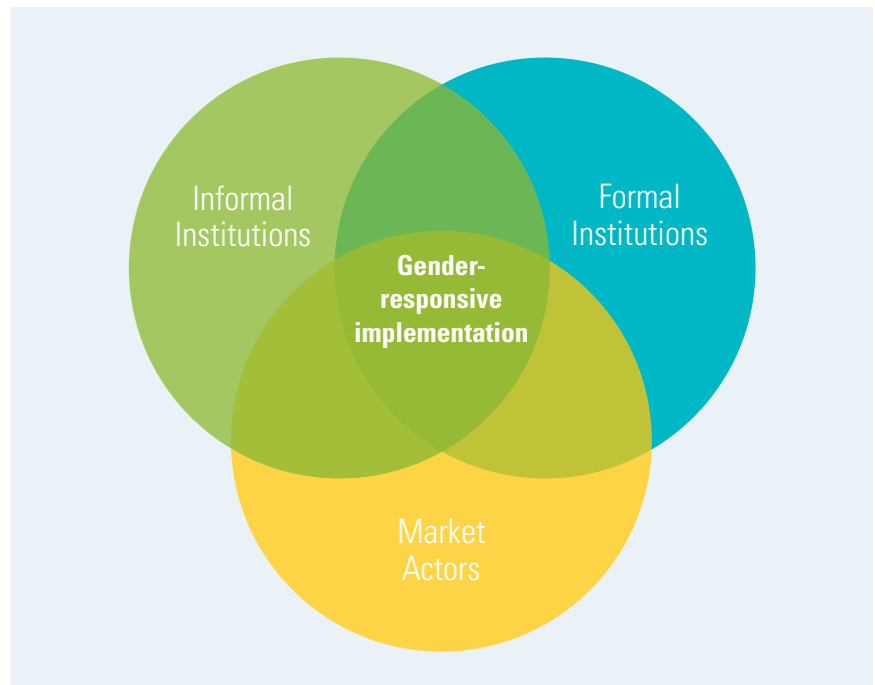 Informal
Institutions
Formal
Institutions
Gender-
responsive
implementation
Market
Actors